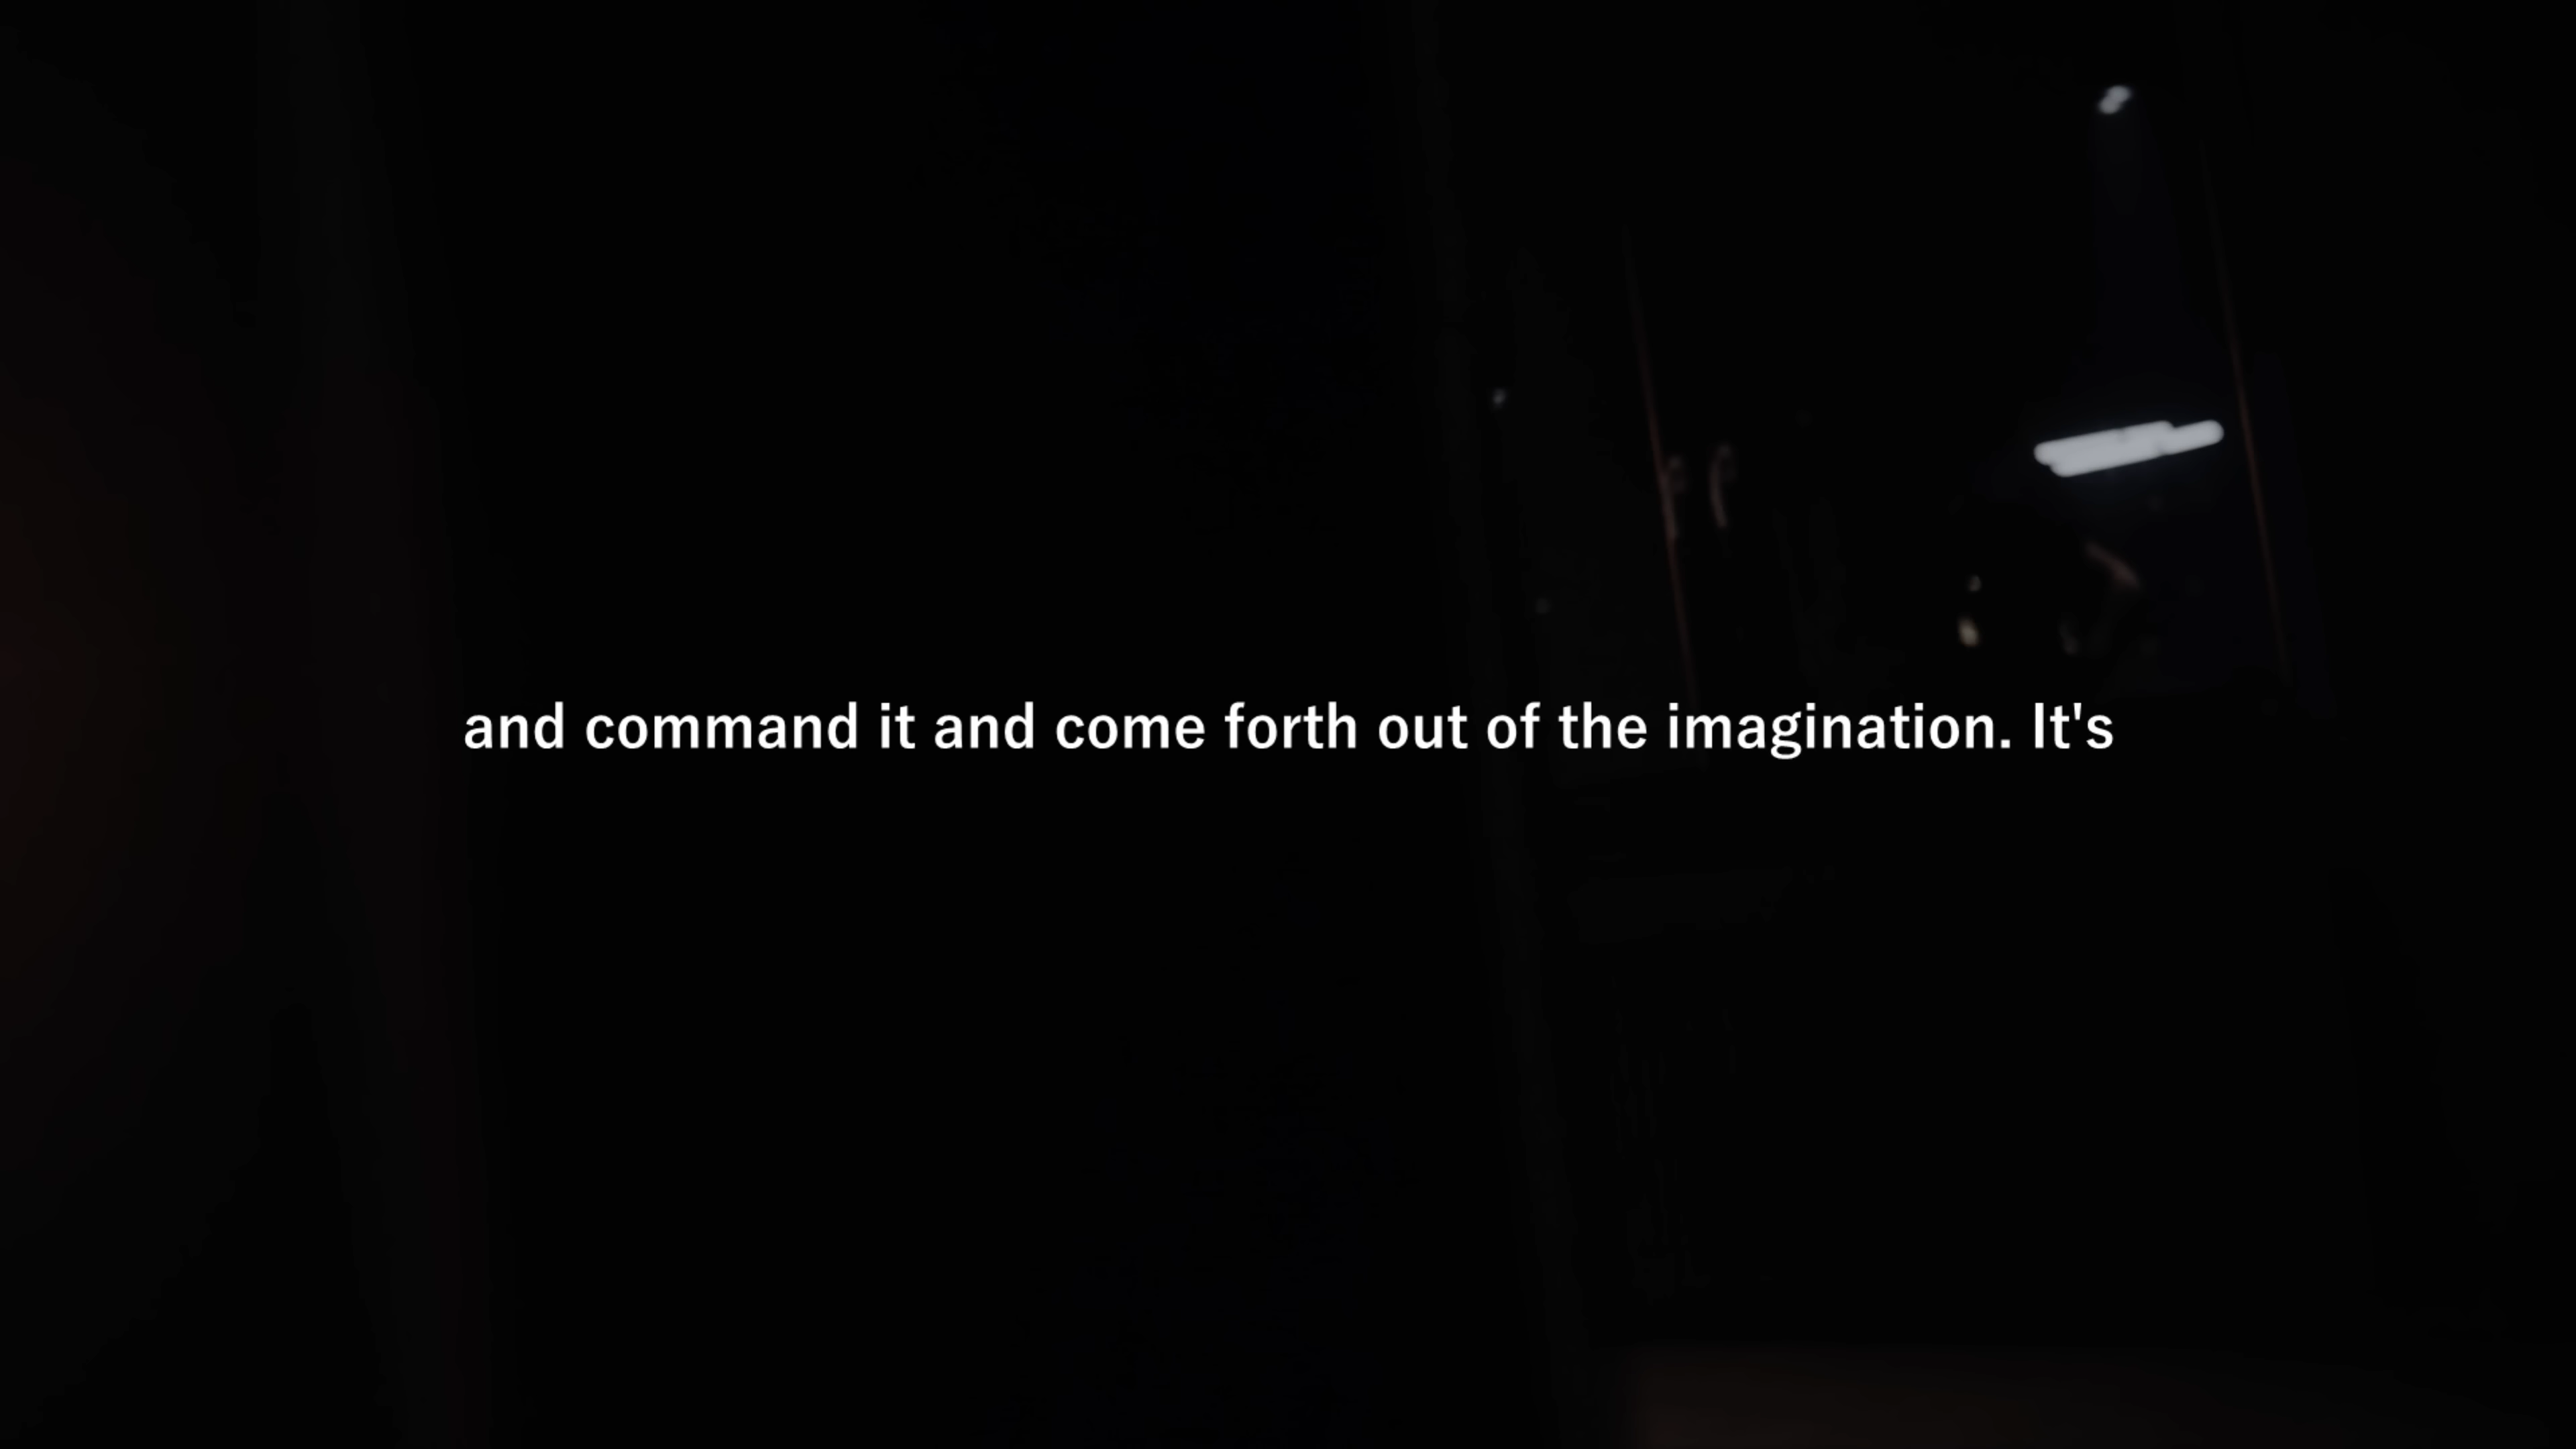 and command it and come forth out of the imagination. It's